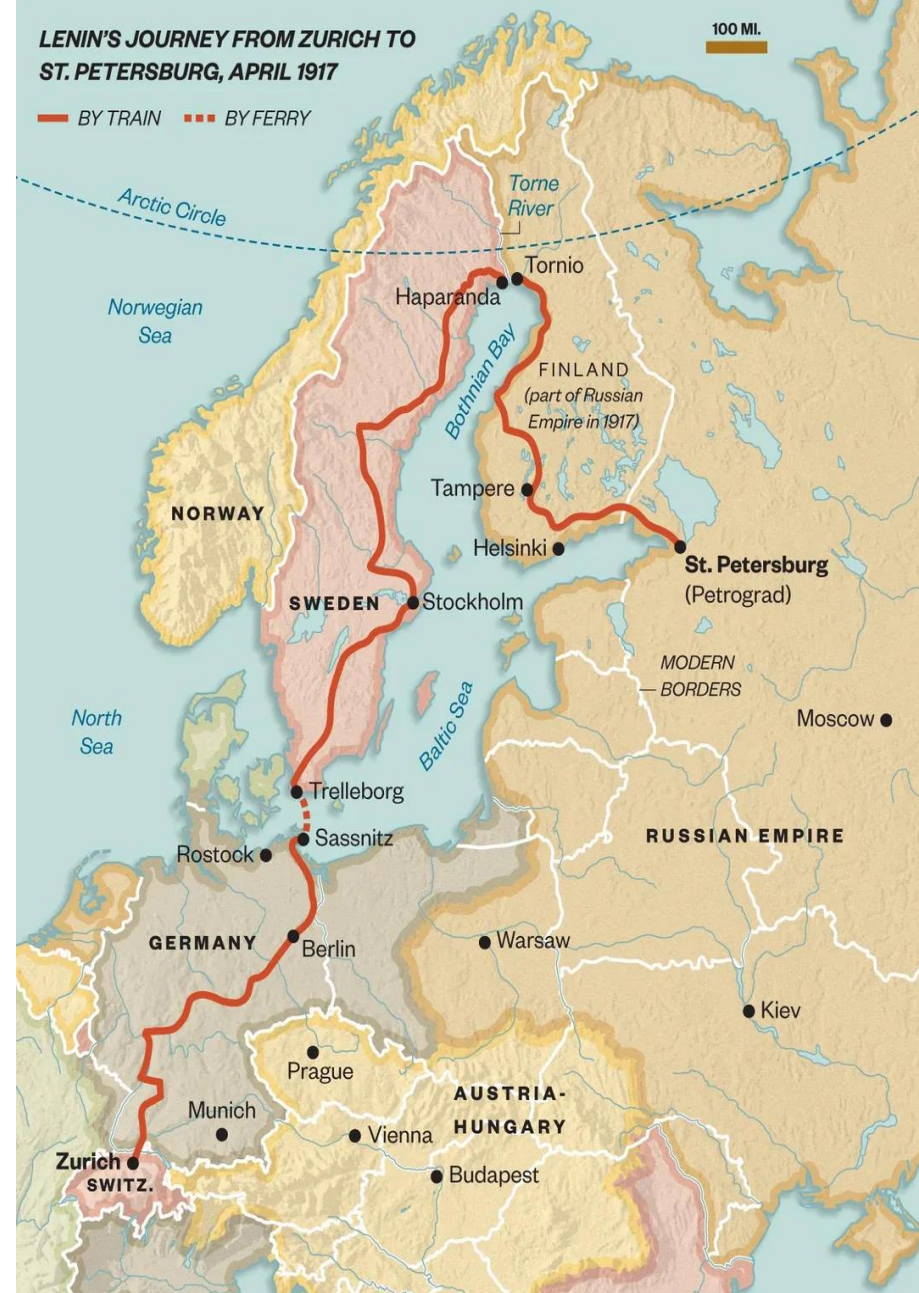 LENIN'S JOURNEY FROM ZURICH TO
ST. PETERSBURG, APRIL 1917
100 MI.
BY TRAIN
BY FERRY
Arctic Circle
Torne
River
Tornio
Haparanda
Norwegian
Sea
Bothnian Bay
FINLAND
(part of Russian
Empire in 1917)
Tampere
NORWAY
Helsinki
St. Petersburg
(Petrograd)
SWEDEN
Stockholm
MODERN
BORDERS
North
Sea
Baltic Sea
Moscow
Trelleborg
Sassnitz
Rostock
RUSSIAN EMPIRE
GERMANY
Berlin
Warsaw
Kiev
Prague
AUSTRIA-
HUNGARY
Munich
Vienna
Zurich
SWITZ.
Budapest